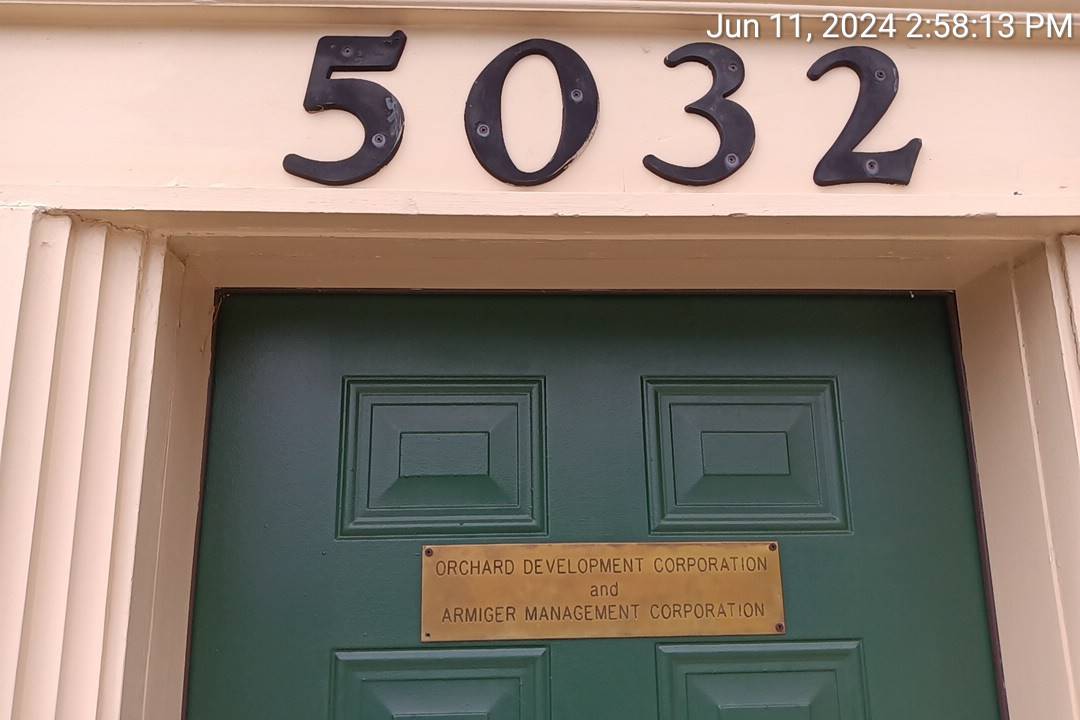 Jun 11, 2024 2:58:13 PM
5032
ORCHARD DEVELOPMENT CORPORATION
and
ARMIGER MANAGEMENT CORPORATION